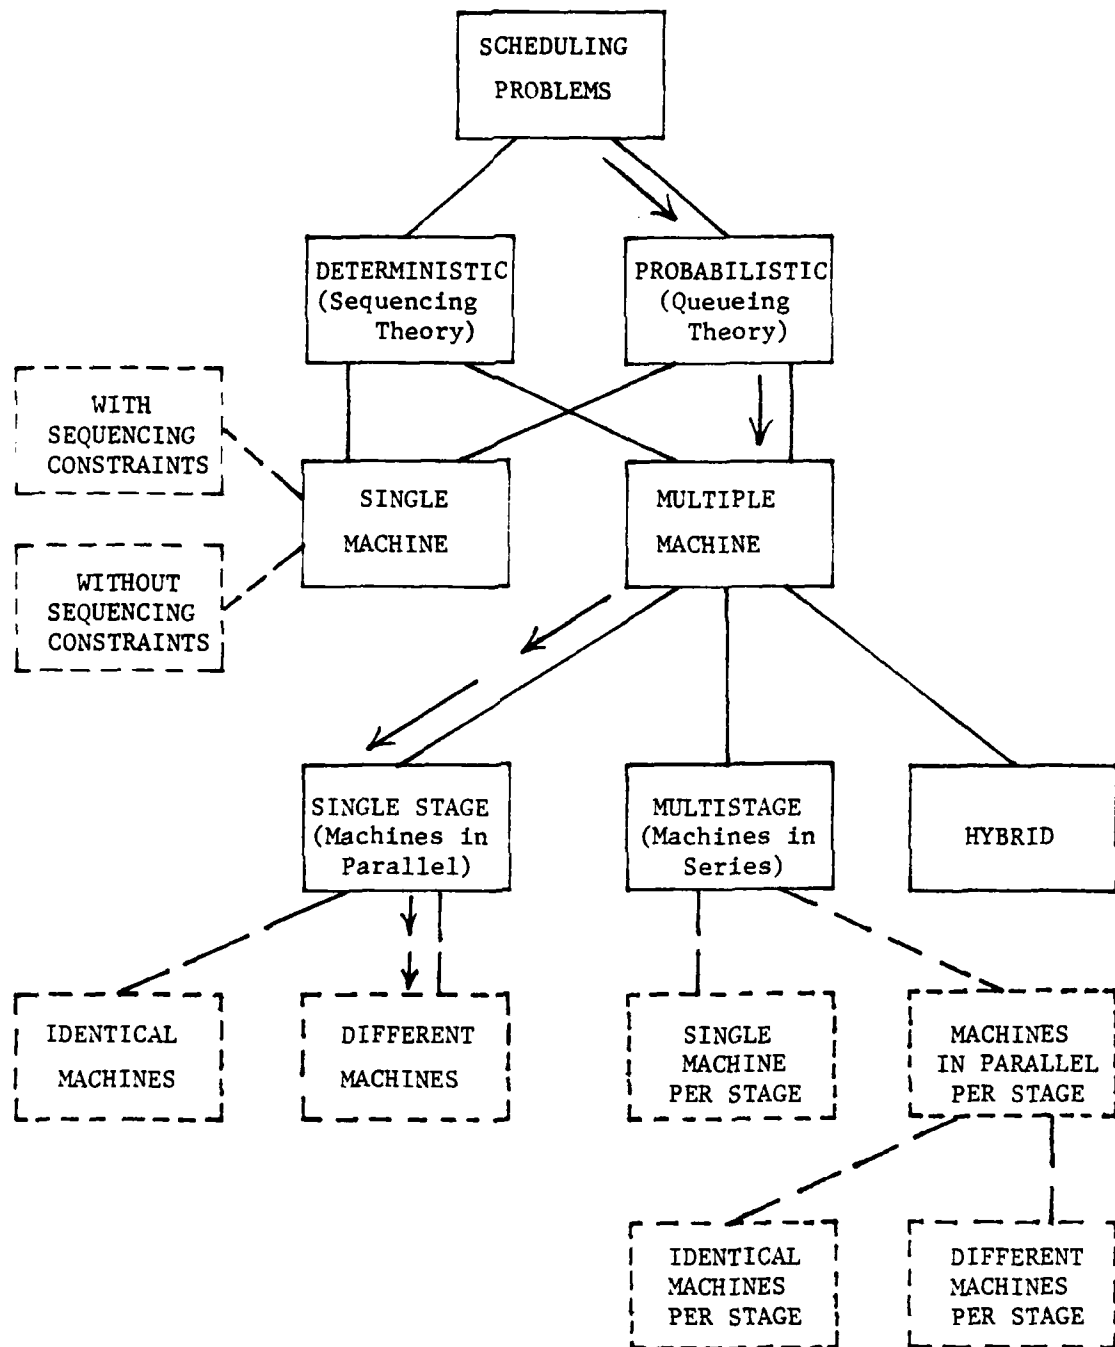 SCHEDULING
PROBLEMS
DETERMINISTIC
(Sequencing
Theory)
PROBABILISTIC
(Queueing
Theory)
WITH
SEQUENCING
CONSTRAINTS
WITHOUT
SEQUENCING
CONSTRAINTS
SINGLE
MACHINE
MULTIPLE
MACHINE
SINGLE STAGE
(Machines in
Parallel)
MULTISTAGE
(Machines in
Series)
HYBRID
IDENTICAL
MACHINES
DIFFERENT
MACHINES
SINGLE
MACHINE
PER STAGE
MACHINES
IN PARALLEL
PER STAGE
IDENTICAL
MACHINES
PER STAGE
DIFFERENT
MACHINES
PER STAGE